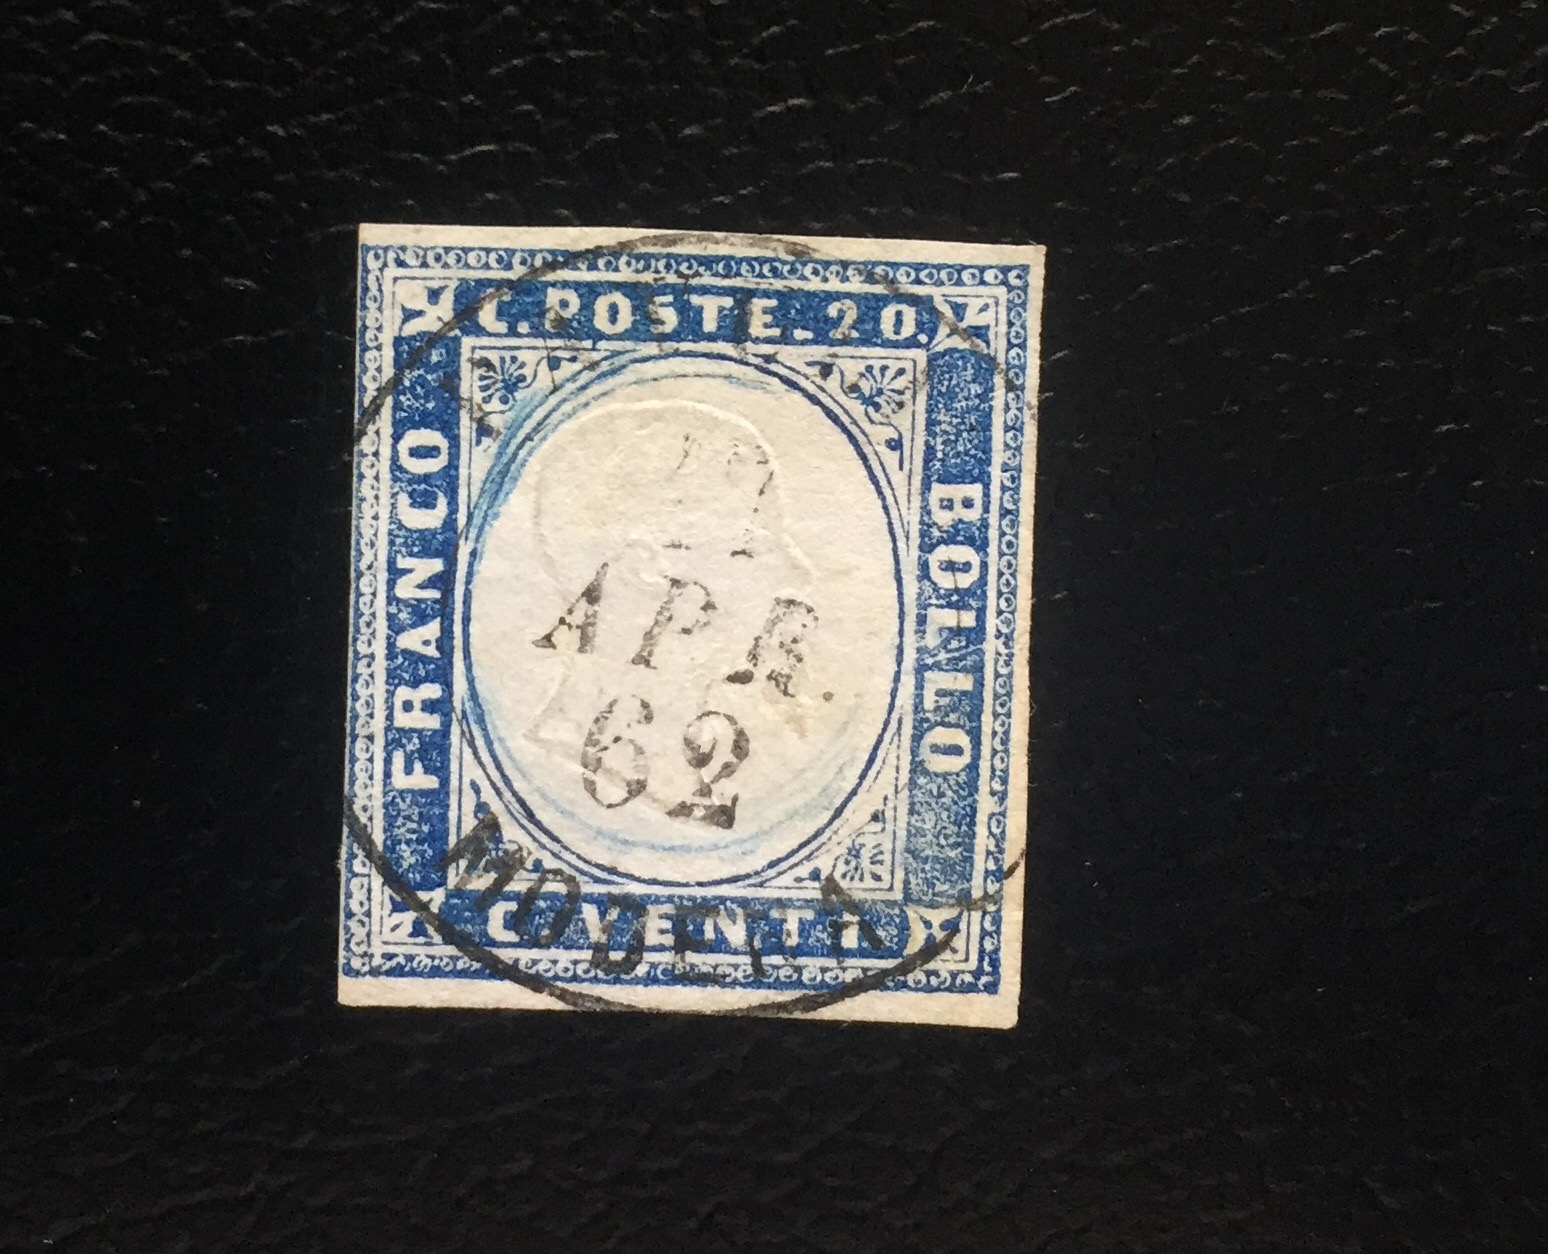 C. POSTE. 20.
FRANCO
BOLLO
C. VENTI
APR.
62
MODENA